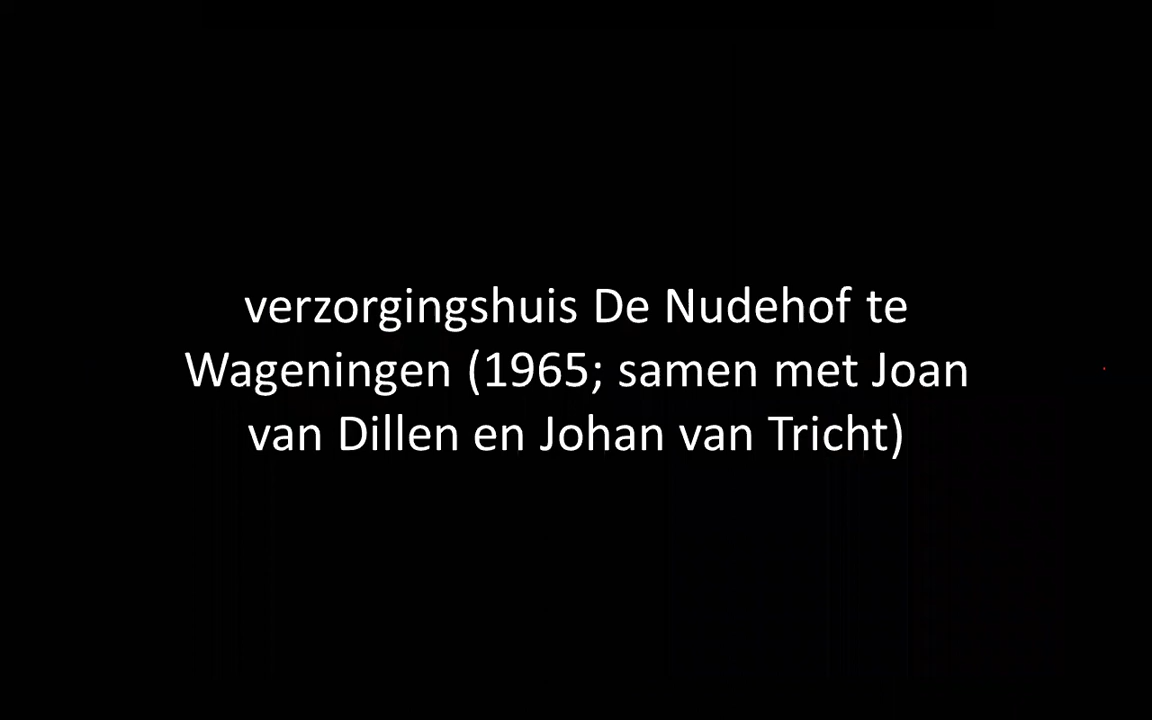 verzorgingshuis De Nudehof te
Wageningen (1965; samen met Joan
van Dillen en Johan van Tricht)